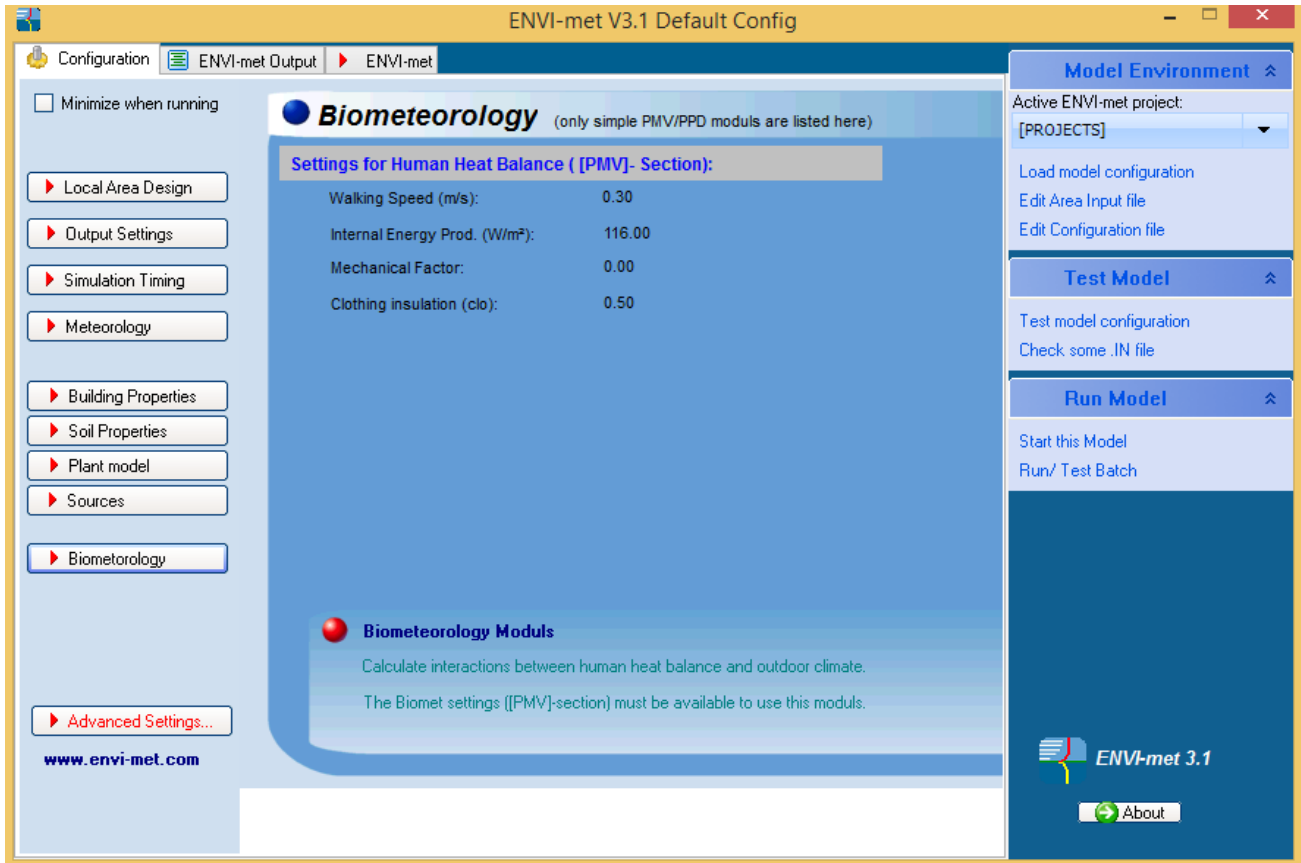 ENVI-met V3.1 Default Config
Configuration
ENVI-met Output
ENVI-met
Minimize when running
Local Area Design
Output Settings
Simulation Timing
Meteorology
Building Properties
Soil Properties
Plant model
Sources
Biometorology
Advanced Settings...
www.envi-met.com
Biometeorology (only simple PMV/PPD moduls are listed here)
Settings for Human Heat Balance ( [PMV]- Section):
Walking Speed (m/s): 0.30
Internal Energy Prod. (W/m²): 116.00
Mechanical Factor: 0.00
Clothing insulation (clo): 0.50
Biometeorology Moduls
Calculate interactions between human heat balance and outdoor climate.
The Biomet settings ([PMV]-section) must be available to use this moduls.
Model Environment
Active ENVI-met project:
[PROJECTS]
Load model configuration
Edit Area Input file
Edit Configuration file
Test Model
Test model configuration
Check some .IN file
Run Model
Start this Model
Run/ Test Batch
ENVI-met 3.1
About